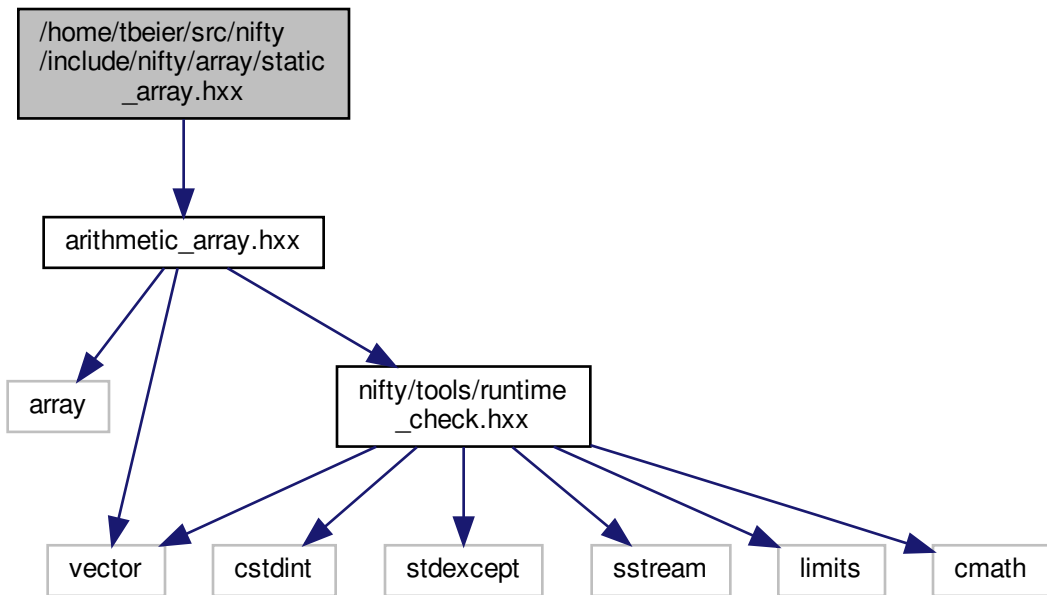 /home/tbeier/src/nifty
/include/nifty/array/static
_array.hxx
arithmetic_array.hxx
array
nifty/tools/runtime
_check.hxx
vector
cstdint
stdexcept
sstream
limits
cmath